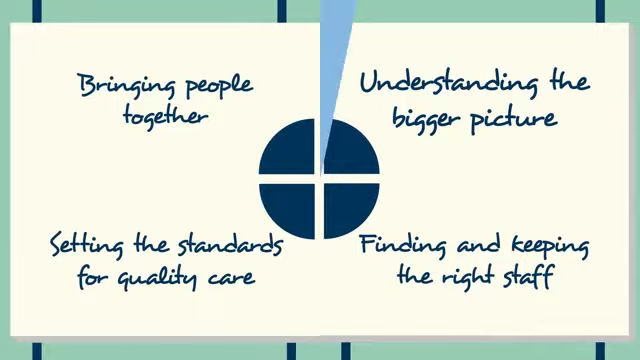 Bringing people
together
Understanding the
bigger picture
Setting the standards
for quality care
Finding and keeping
the right staff